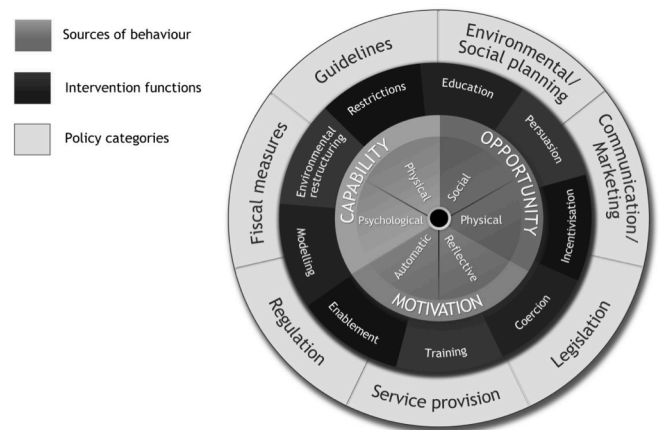 Sources of behaviour
Intervention functions
Policy categories
Guidelines
Environmental/
Social planning
Communication/
Marketing
Legislation
Service provision
Regulation
Fiscal measures
Restrictions
Education
Persuasion
Incentivisation
Coercion
Training
Enablement
Modelling
Environmental
restructuring
CAPABILITY
OPPORTUNITY
MOTIVATION
Physical
Social
Physical
Reflective
Automatic
Psychological